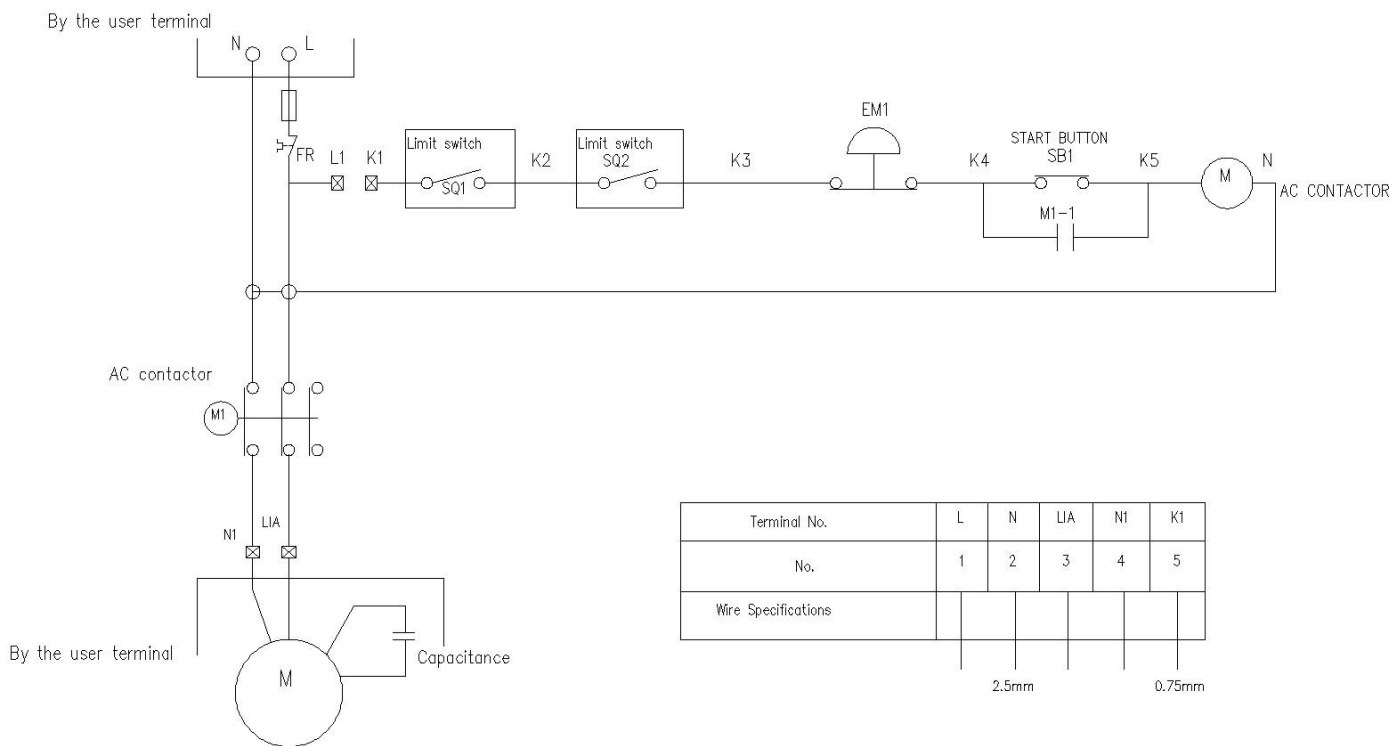 By the user terminal
N L
FR
L1 K1
Limit switch
SQ1
K2
Limit switch
SQ2
K3
EM1
K4
START BUTTON
SB1
K5
M1-1
M
N
AC CONTACTOR
AC contactor
M1
N1 LIA
By the user terminal
M
Capacitance
Terminal No. L N LIA N1 K1
No. 1 2 3 4 5
Wire Specifications
2.5mm 0.75mm